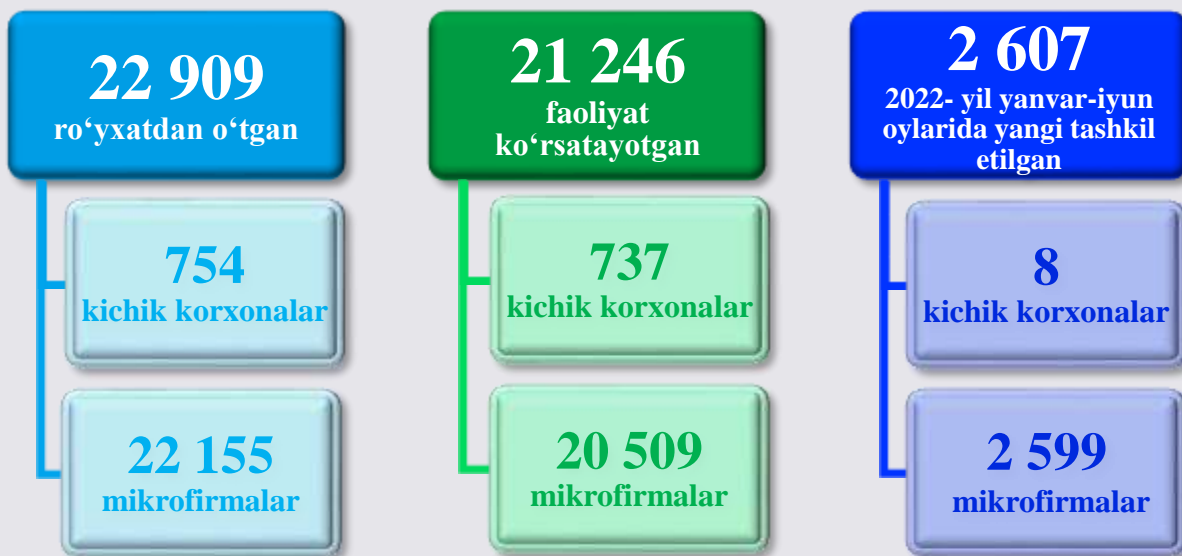 22 909
ro‘yxatdan o‘tgan
754
kichik korxonalar
22 155
mikrofirmalar
21 246
faoliyat
ko‘rsatayotgan
737
kichik korxonalar
20 509
mikrofirmalar
2 607
2022- yil yanvar-iyun
oylarida yangi tashkil
etilgan
8
kichik korxonalar
2 599
mikrofirmalar